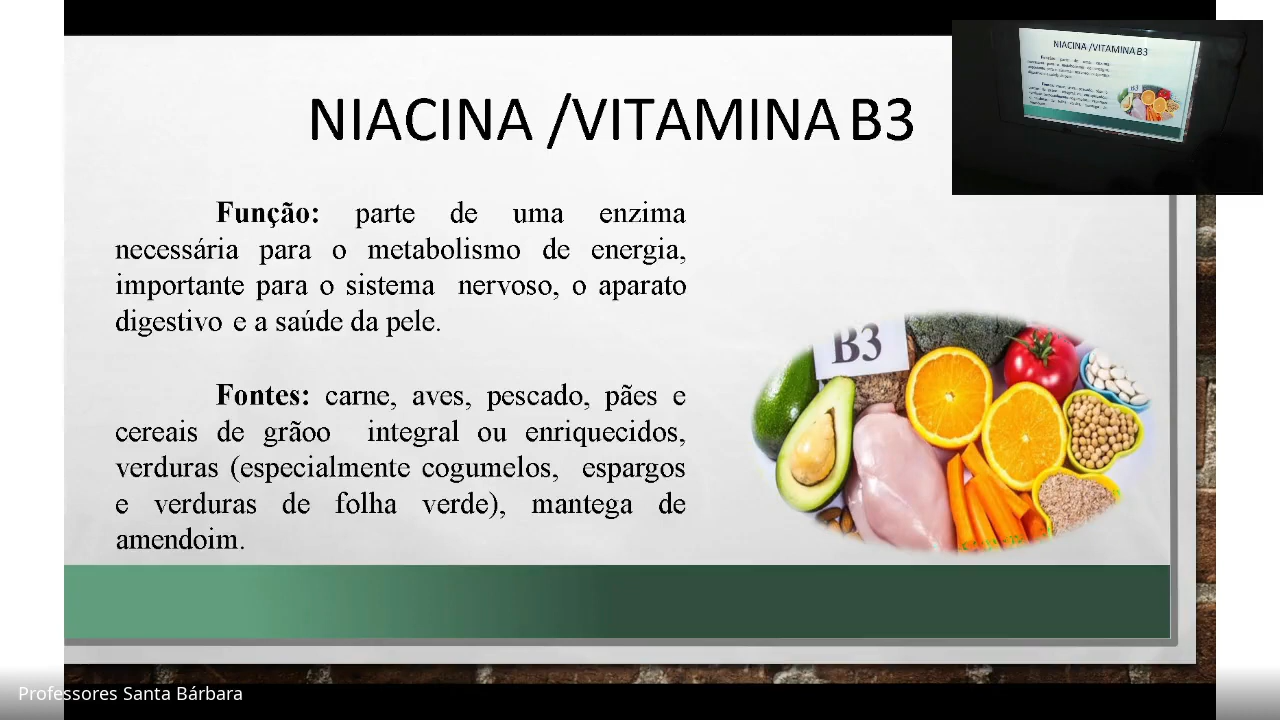 NIACINA /VITAMINA B3
Função: parte de uma enzima
necessária para o metabolismo de energia,
importante para o sistema nervoso, o aparato
digestivo e a saúde da pele.
Fontes: carne, aves, pescado, pães e
cereais de grãoo integral ou enriquecidos,
verduras (especialmente cogumelos, espargos
e verduras de folha verde), mantega de
amendoim.
B3
NIACINA /VITAMINA B3
Professores Santa Bárbara